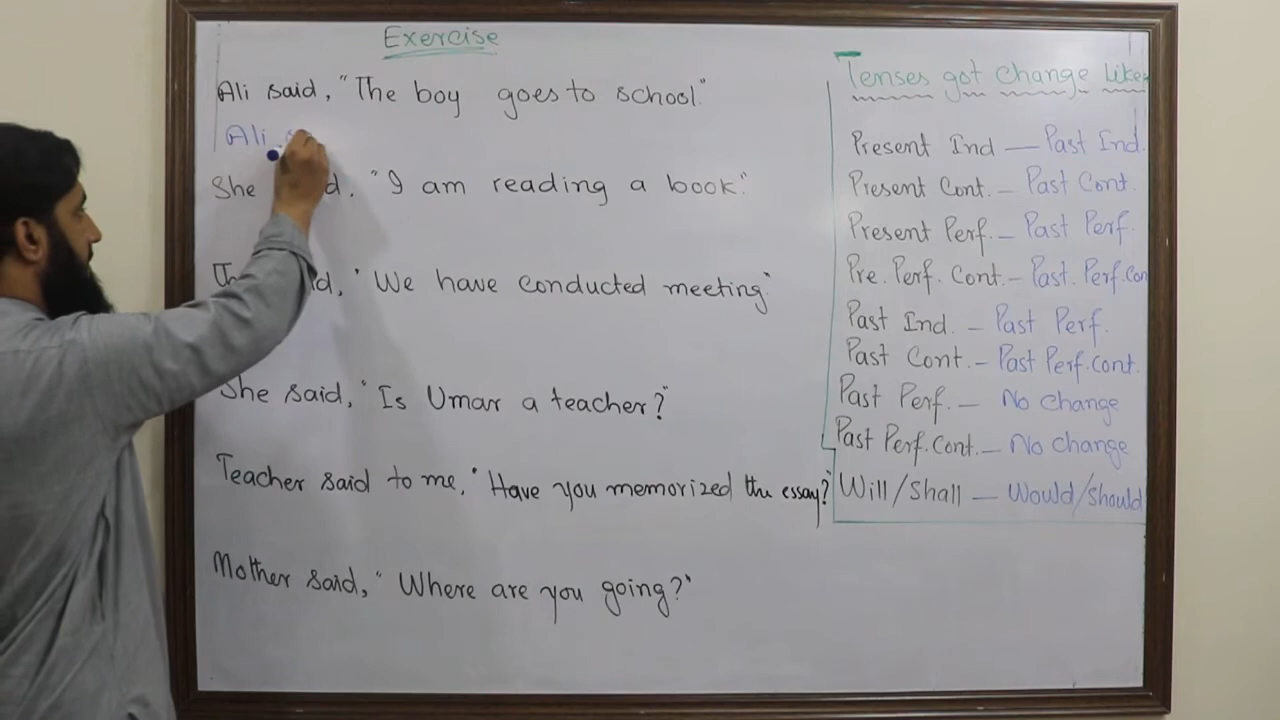 Exercise
Ali said, "The boy goes to school."
Ali
She "I am reading a book."
"We have conducted meeting."
She said, "Is Umar a teacher?"
Teacher said to me, "Have you memorized the essay?"
Mother said, "Where are you going?"
Tenses got change Like:
Present Ind — Past Ind.
Present Cont. – Past Cont.
Present Perf. – Past Perf.
Pre. Perf. Cont. – Past. Perf. Con
Past Ind. – Past Perf.
Past Cont. – Past Perf. Cont.
Past Perf. – No change
Past Perf. Cont. – No change
Will/Shall – Would/Should